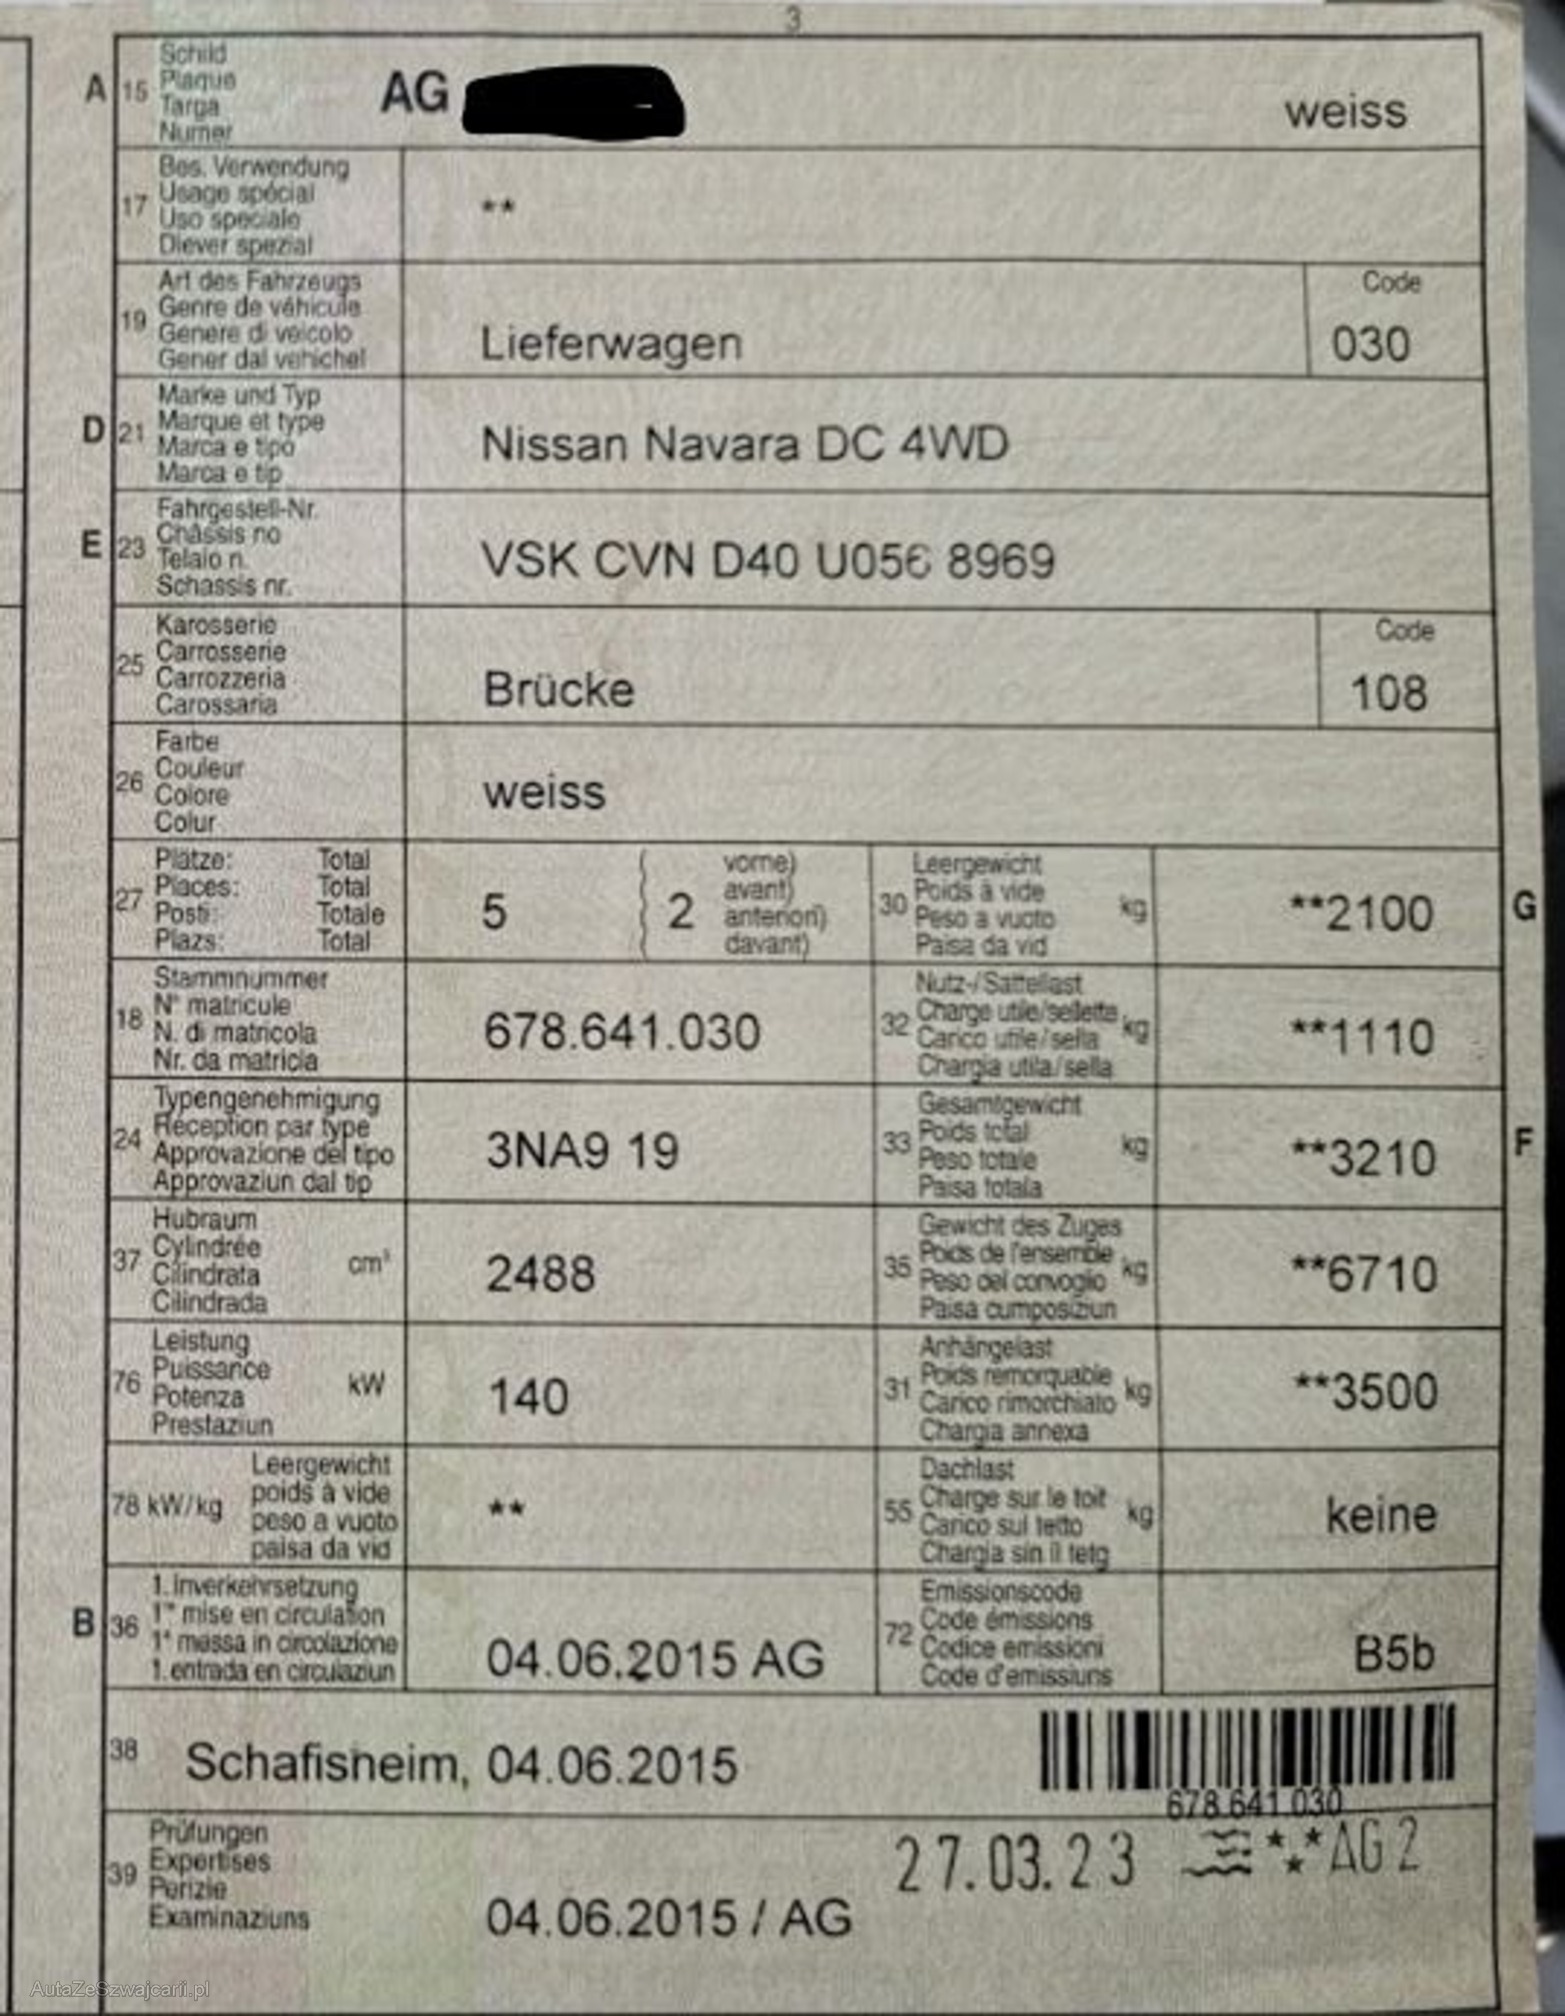 3
A 15 Schild
Plaque
Targa
Numer
AG weiss
17 Bes. Verwendung
Usage spécial
Uso speciale
Diever spezial
**
19 Art des Fahrzeugs
Genre de véhicule
Genere di veicolo
Gener dal vehichel
Lieferwagen
Code
030
D 21 Marke und Typ
Marque et type
Marca e tipo
Marca e tip
Nissan Navara DC 4WD
E 23 Fahrgestell-Nr.
Châssis no
Telaio n.
Schassis nr.
VSK CVN D40 U056 8969
25 Karosserie
Carrosserie
Carrozzeria
Carossaria
Brücke
Code
108
26 Farbe
Couleur
Colore
Colur
weiss
27 Plätze: Total
Places: Total
Posti: Totale
Plazs: Total
5 ( 2 vorne)
avant)
anteriori)
davant)
30 Leergewicht
Poids à vide
Peso a vuoto
Paisa da vid
kg **2100 G
18 Stammnummer
N° matricule
N. di matricola
Nr. da matricla
678.641.030
32 Nutz-/Sattellast
Charge utile/sellette
Carico utile/sella
Chargia utila/sella
kg **1110
24 Typengenehmigung
Réception par type
Approvazione del tipo
Approvaziun dal tip
3NA9 19
33 Gesamtgewicht
Poids total
Peso totale
Paisa totala
kg **3210 F
37 Hubraum
Cylindrée
Cilindrata
Cilindrada
cm³ 2488
35 Gewicht des Zuges
Poids de l'ensemble
Peso del convoglio
Paisa cumposiziun
kg **6710
76 Leistung
Puissance
Potenza
Prestaziun
kW 140
31 Anhängelast
Poids remorquable
Carico rimorchiato
Chargia annexa
kg **3500
78 kW/kg Leergewicht
poids à vide
peso a vuoto
paisa da vid
**
55 Dachlast
Charge sur le toit
Carico sul tetto
Chargia sin il tetg
kg keine
B 36 1. Inverkehrsetzung
1re mise en circulation
1a messa in circolazione
1. entrada en circulaziun
04.06.2015 AG
72 Emissionscode
Code émissions
Codice emissioni
Code d'emissiuns
B5b
38 Schafisheim, 04.06.2015
678.641.030
39 Prüfungen
Expertises
Perizie
Examinaziuns
27.03.23 AG 2
04.06.2015 / AG
AutaZeSzwajcarii.pl